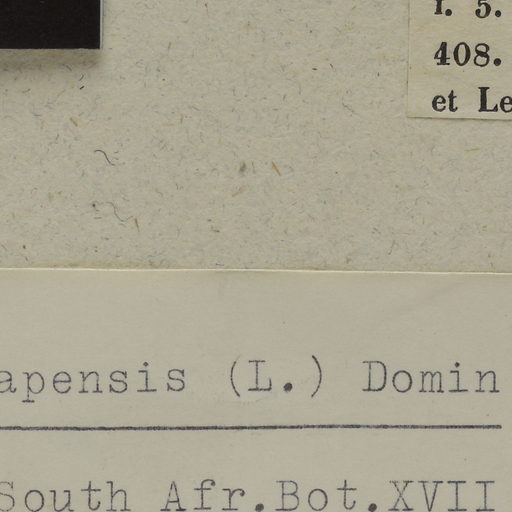 f. 5.
408.
et Le
apensis (L.) Domin
South Afr.Bot.XVII